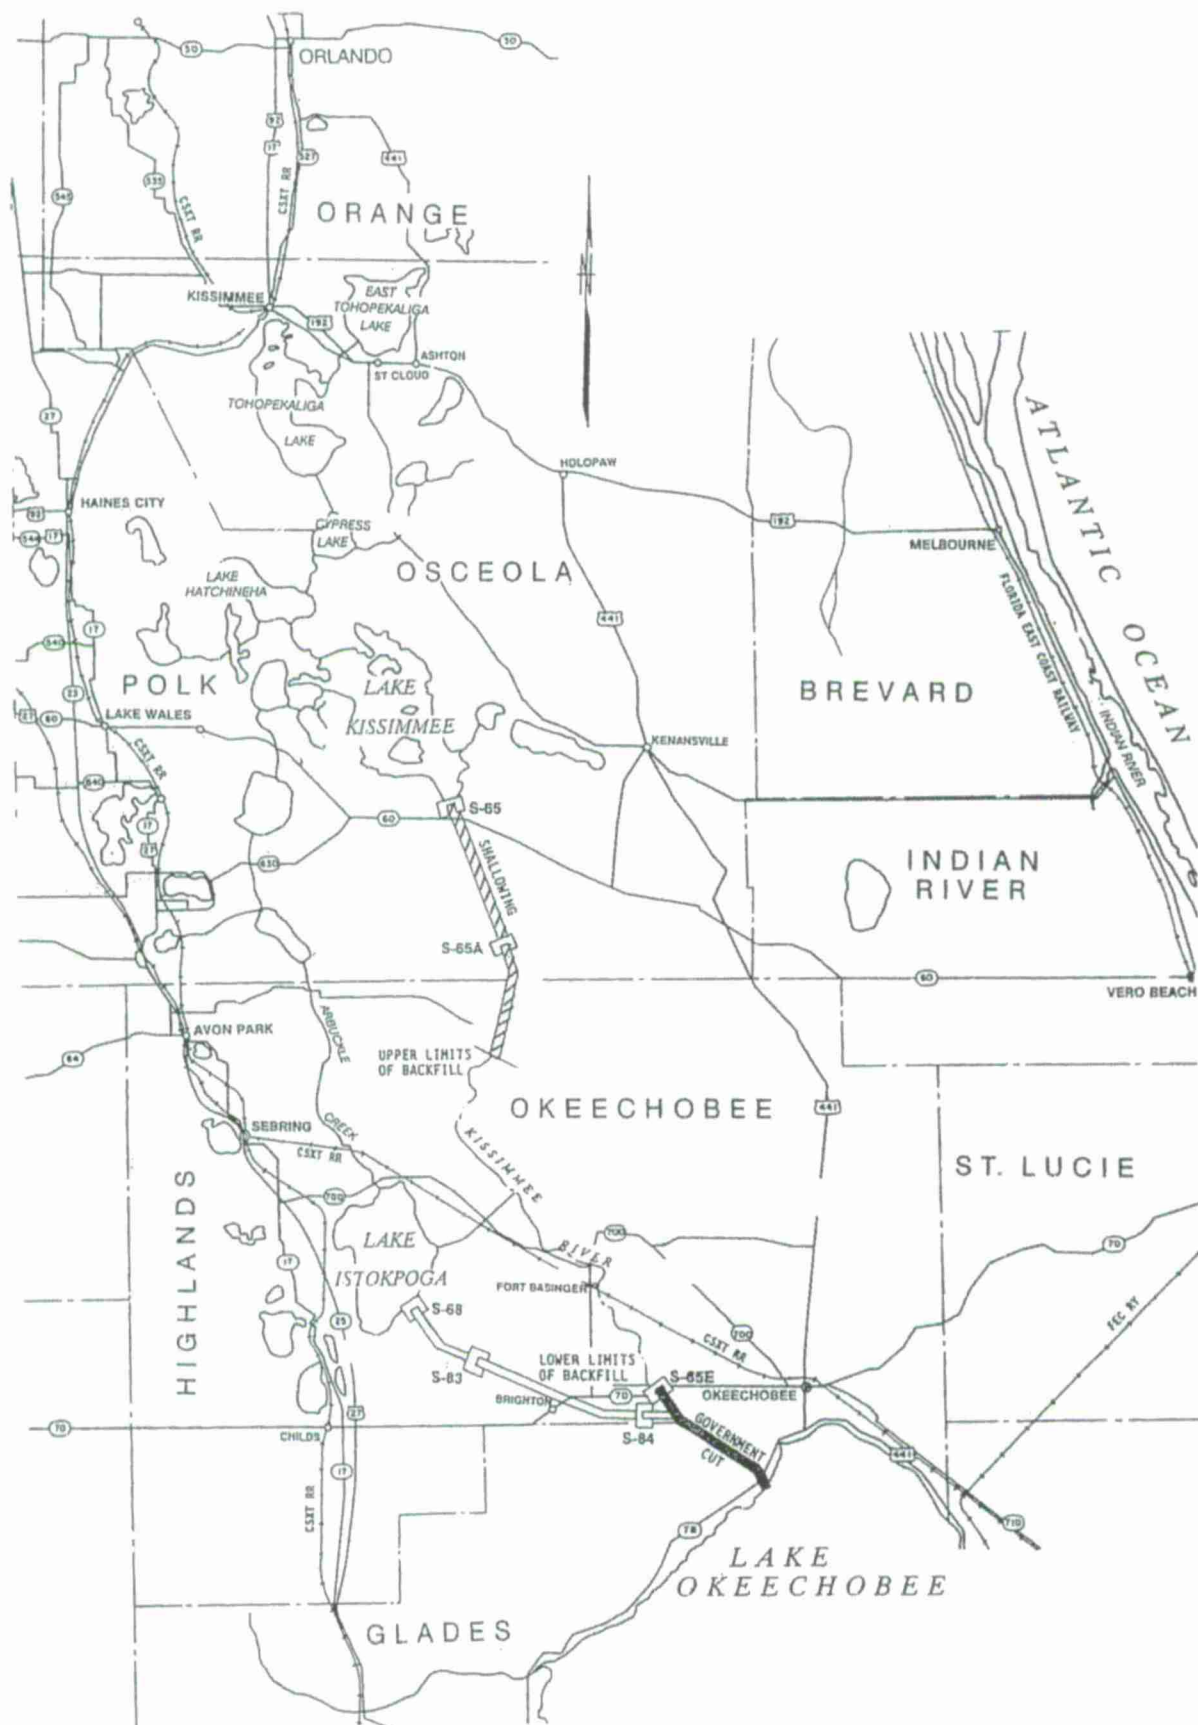 50
50
ORLANDO
92
17
527
441
535
545
CSXT RR
CSXT RR
ORANGE
KISSIMMEE
EAST
TOHOPEKALIGA
LAKE
192
ASHTON
ST CLOUD
27
TOHOPEKALIGA
LAKE
HOLOPAW
HAINES CITY
92
17
544
CYPRESS
LAKE
192
MELBOURNE
ATLANTIC OCEAN
OSCEOLA
LAKE
HATCHINEHA
FLORIDA EAST COAST RAILWAY
441
17
540
POLK
LAKE
KISSIMMEE
BREVARD
25
27
60
LAKE WALES
INDIAN RIVER
KENANSVILLE
CSXT RR
640
S-65
60
17
27
630
SHALLOWING
INDIAN
RIVER
S-65A
60
VERO BEACH
ARBUCKLE
CREEK
AVON PARK
64
UPPER LIMITS
OF BACKFILL
OKEECHOBEE
441
SEBRING
CSXT RR
KISSIMMEE
RIVER
ST. LUCIE
HIGHLANDS
700
700
70
LAKE
ISTOKPOGA
17
FORT BASINGER
S-68
25
700
CSXT RR
FEC RY
LOWER LIMITS
OF BACKFILL
S-83
S-65E
70
OKEECHOBEE
BRIGHTON
27
70
CHILDS
S-84
GOVERNMENT
CUT
441
17
CSXT RR
78
710
LAKE
OKEECHOBEE
GLADES